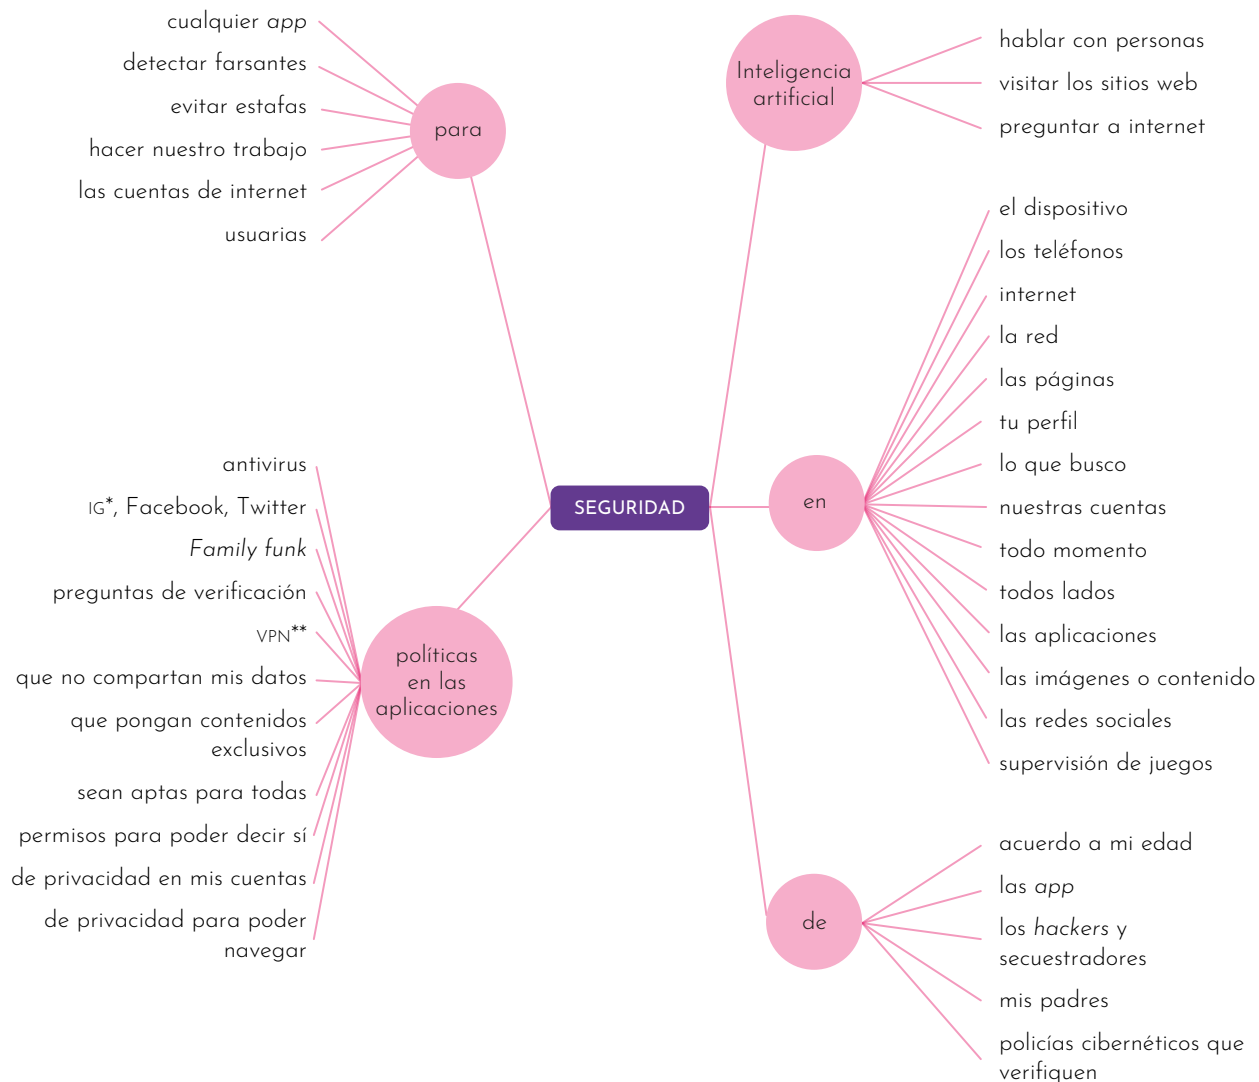 cualquier app
detectar farsantes
evitar estafas
hacer nuestro trabajo
las cuentas de internet
usuarias
para
Inteligencia
artificial
hablar con personas
visitar los sitios web
preguntar a internet
SEGURIDAD
en
el dispositivo
los teléfonos
internet
la red
las páginas
tu perfil
lo que busco
nuestras cuentas
todo momento
todos lados
las aplicaciones
las imágenes o contenido
las redes sociales
supervisión de juegos
antivirus
IG*, Facebook, Twitter
Family funk
preguntas de verificación
VPN**
que no compartan mis datos
que pongan contenidos
exclusivos
sean aptas para todas
permisos para poder decir sí
de privacidad en mis cuentas
de privacidad para poder
navegar
políticas
en las
aplicaciones
de
acuerdo a mi edad
las app
los hackers y
secuestradores
mis padres
policías cibernéticos que
verifiquen